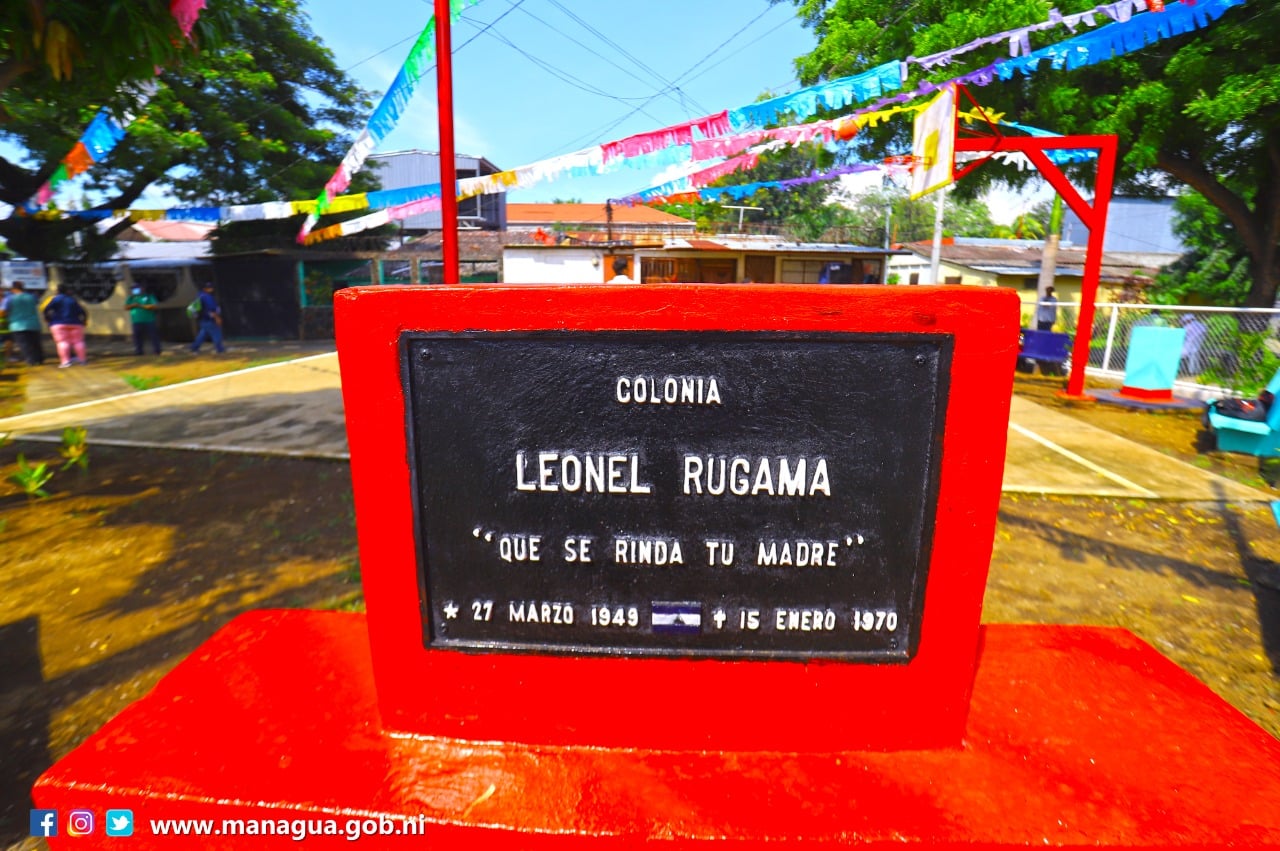 COLONIA
LEONEL RUGAMA
“QUE SE RINDA TU MADRE”
★ 27 MARZO 1949 ✝ 15 ENERO 1970
www.managua.gob.ni